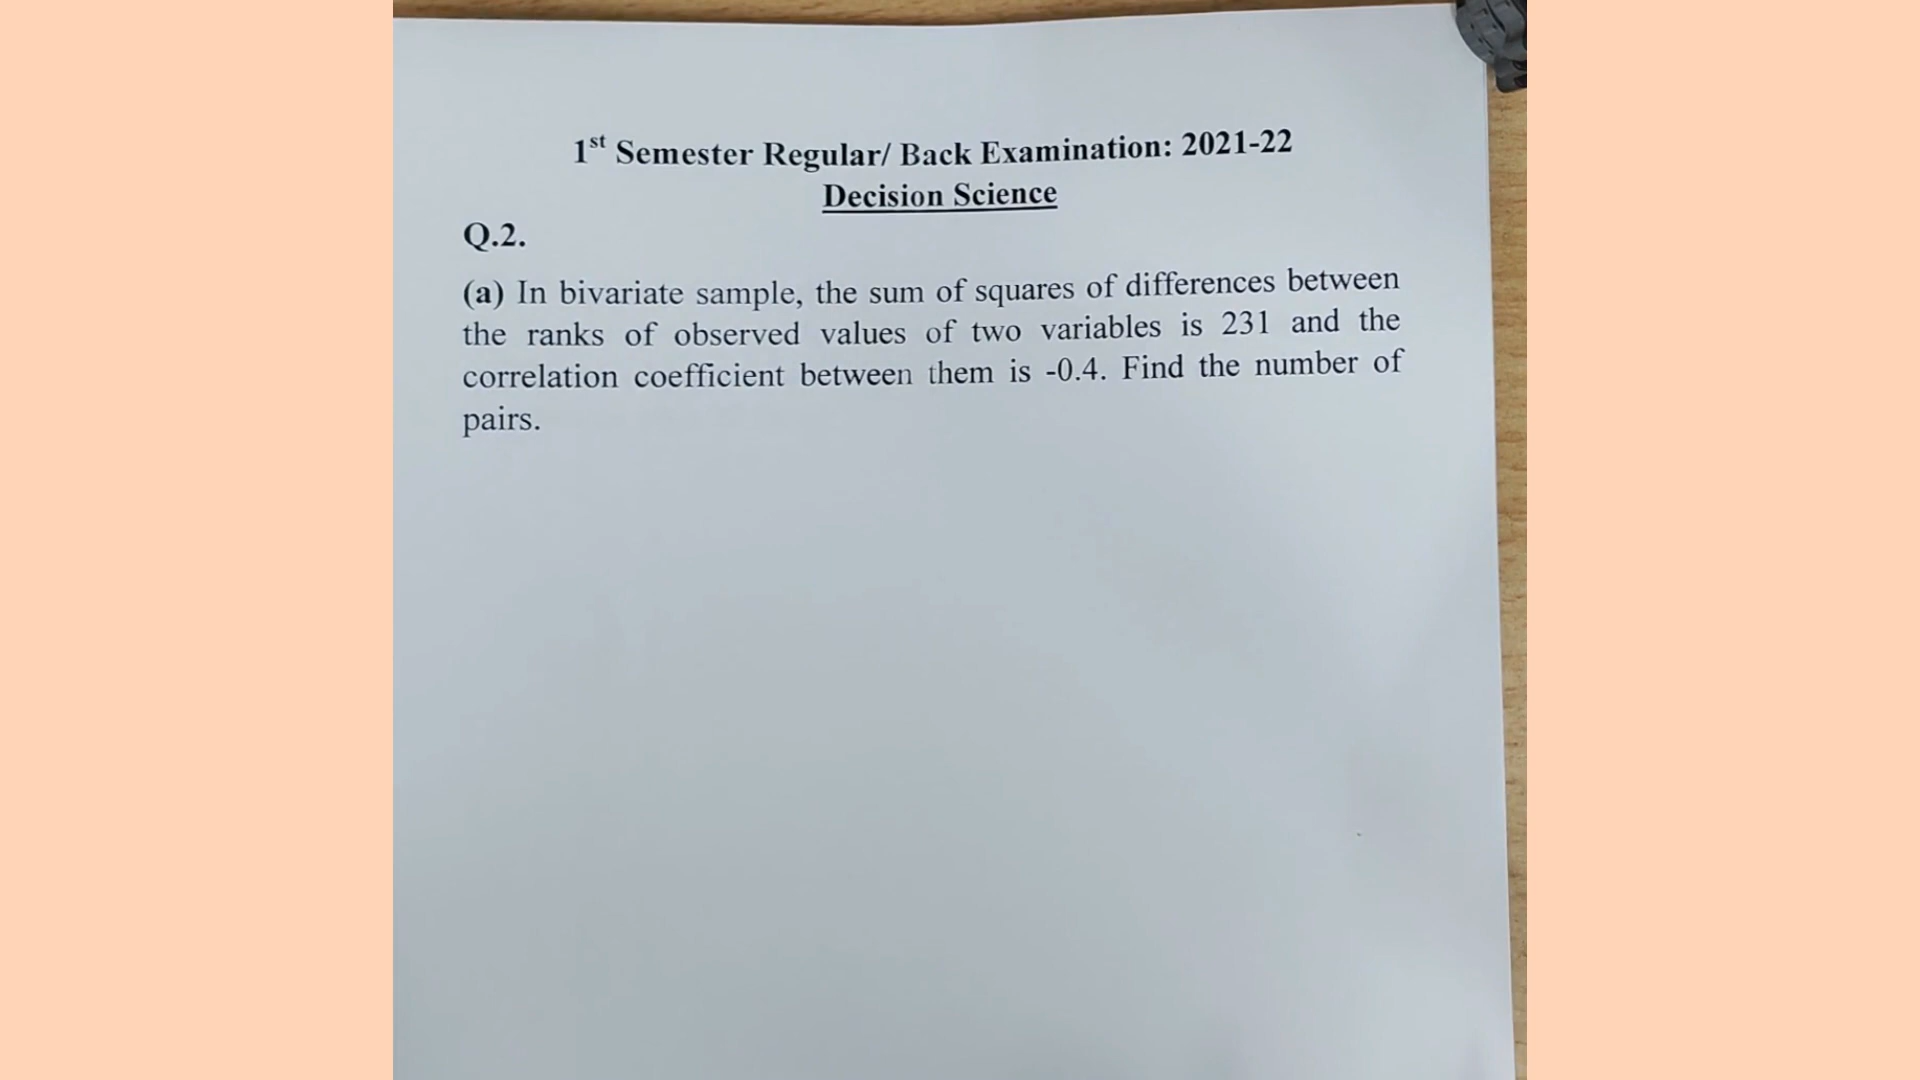 1st Semester Regular/ Back Examination: 2021-22
Decision Science
Q.2.
(a) In bivariate sample, the sum of squares of differences between
the ranks of observed values of two variables is 231 and the
correlation coefficient between them is -0.4. Find the number of
pairs.